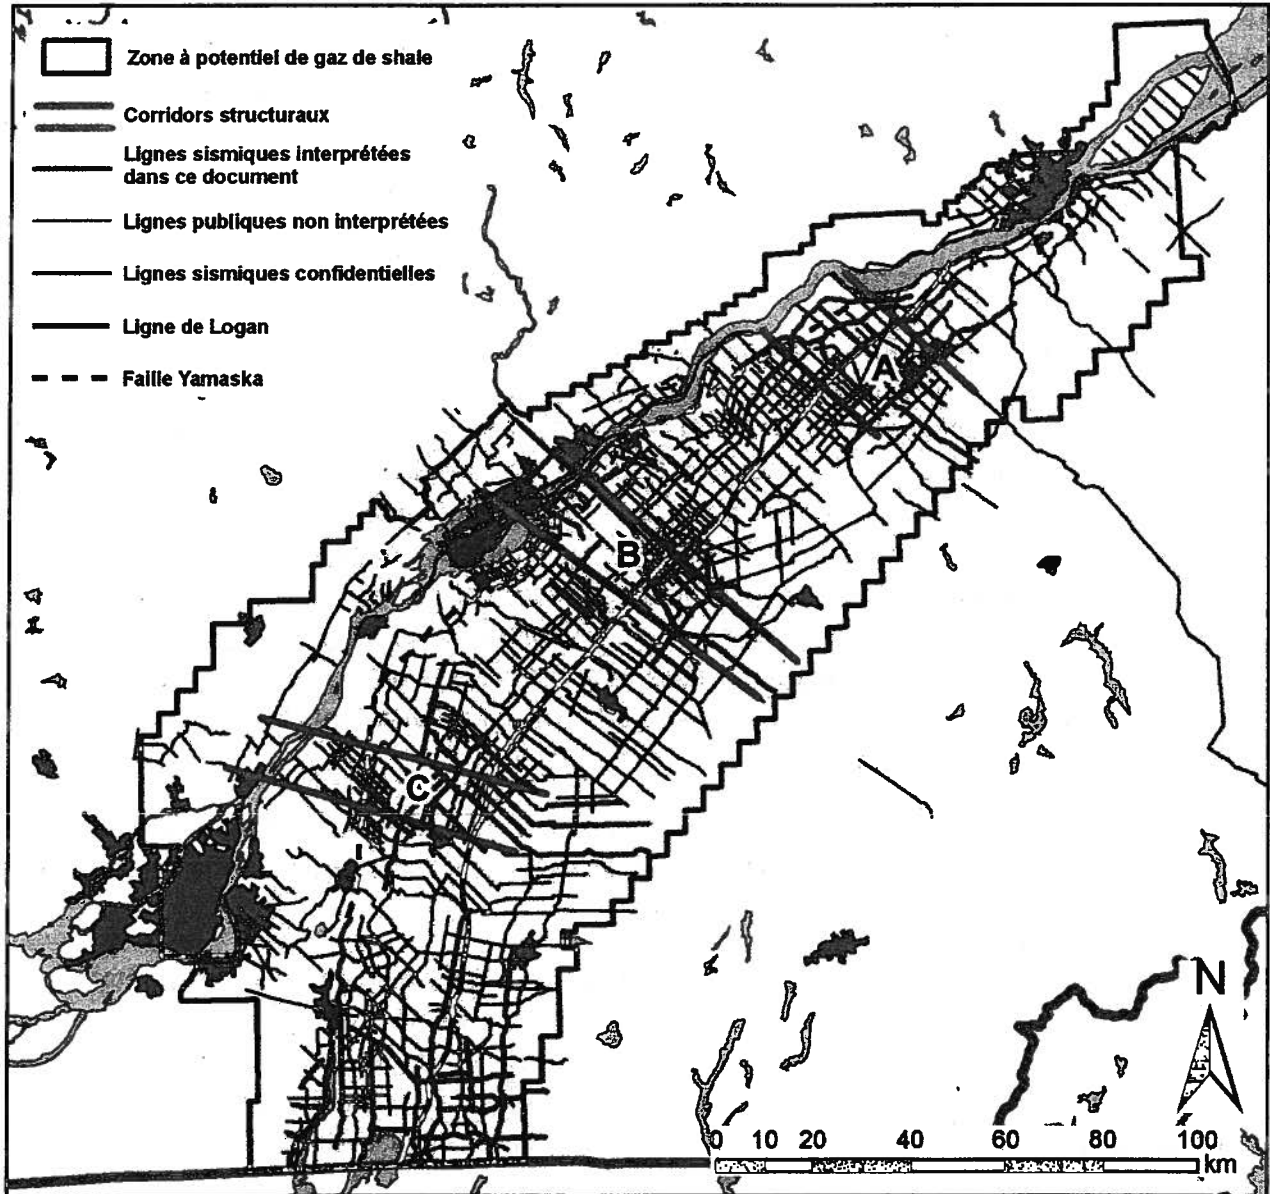 Zone à potentiel de gaz de shale
Corridors structuraux
Lignes sismiques interprétées
dans ce document
Lignes publiques non interprétées
Lignes sismiques confidentielles
Ligne de Logan
Faille Yamaska
A
B
C
N
0 10 20 40 60 80 100
km